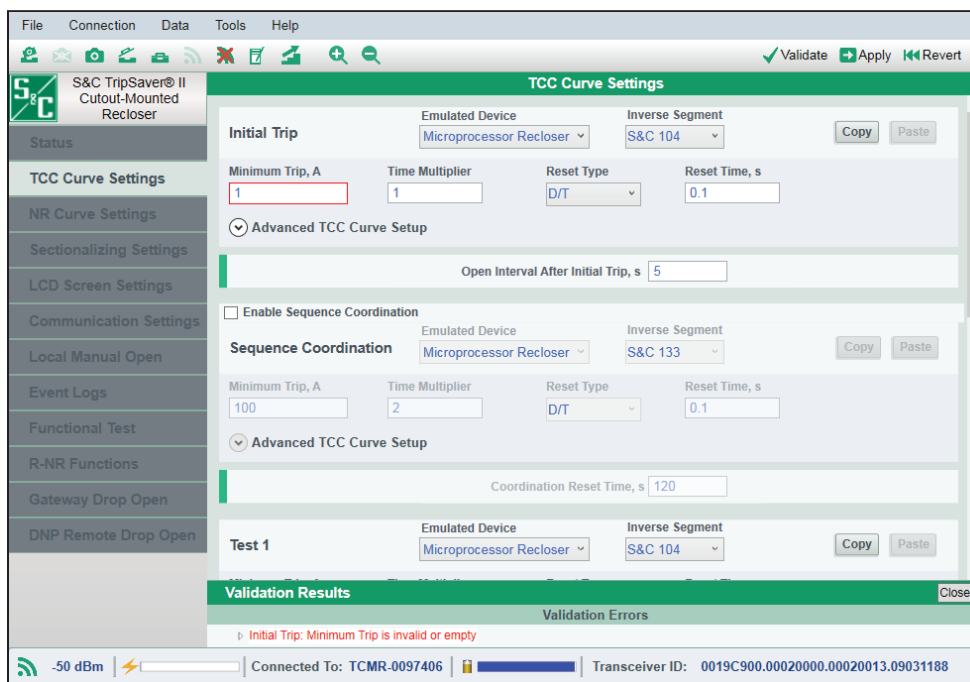 File Connection Data Tools Help
Validate Apply Revert
S&C
S&C TripSaver® II
Cutout-Mounted
Recloser
Status
TCC Curve Settings
NR Curve Settings
Sectionalizing Settings
LCD Screen Settings
Communication Settings
Local Manual Open
Event Logs
Functional Test
R-NR Functions
Gateway Drop Open
DNP Remote Drop Open
TCC Curve Settings
Emulated Device Inverse Segment
Initial Trip Microprocessor Recloser S&C 104 Copy Paste
Minimum Trip, A Time Multiplier Reset Type Reset Time, s
1 1 D/T 0.1
Advanced TCC Curve Setup
Open Interval After Initial Trip, s 5
Enable Sequence Coordination
Emulated Device Inverse Segment
Sequence Coordination Microprocessor Recloser S&C 133 Copy Paste
Minimum Trip, A Time Multiplier Reset Type Reset Time, s
100 2 D/T 0.1
Advanced TCC Curve Setup
Coordination Reset Time, s 120
Emulated Device Inverse Segment
Test 1 Microprocessor Recloser S&C 104 Copy Paste
Validation Results Close
Validation Errors
Initial Trip: Minimum Trip is invalid or empty
-50 dBm Connected To: TCMR-0097406 Transceiver ID: 0019C900.00020000.00020013.09031188